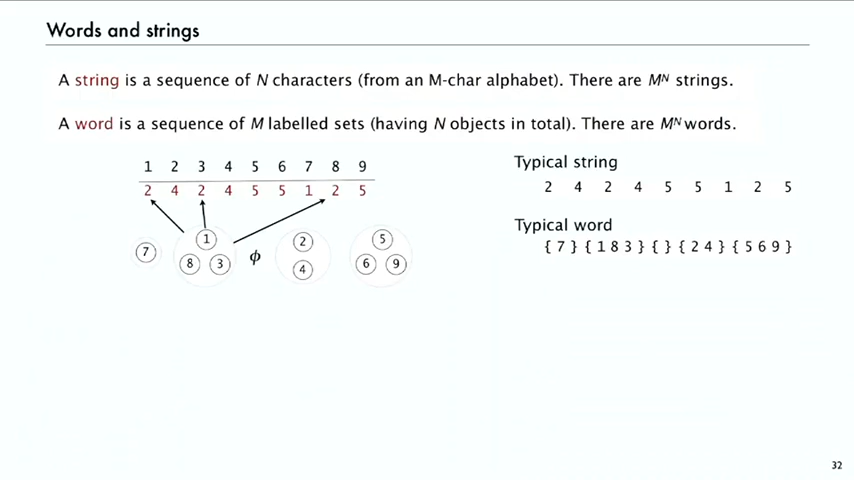 Words and strings
A string is a sequence of N characters (from an M-char alphabet). There are Mᴺ strings.
A word is a sequence of M labelled sets (having N objects in total). There are Mᴺ words.
1 2 3 4 5 6 7 8 9
2 4 2 4 5 5 1 2 5
7
1
8 3
ϕ
2
4
5
6 9
Typical string
2 4 2 4 5 5 1 2 5
Typical word
{ 7 } { 1 8 3 } { } { 2 4 } { 5 6 9 }
32